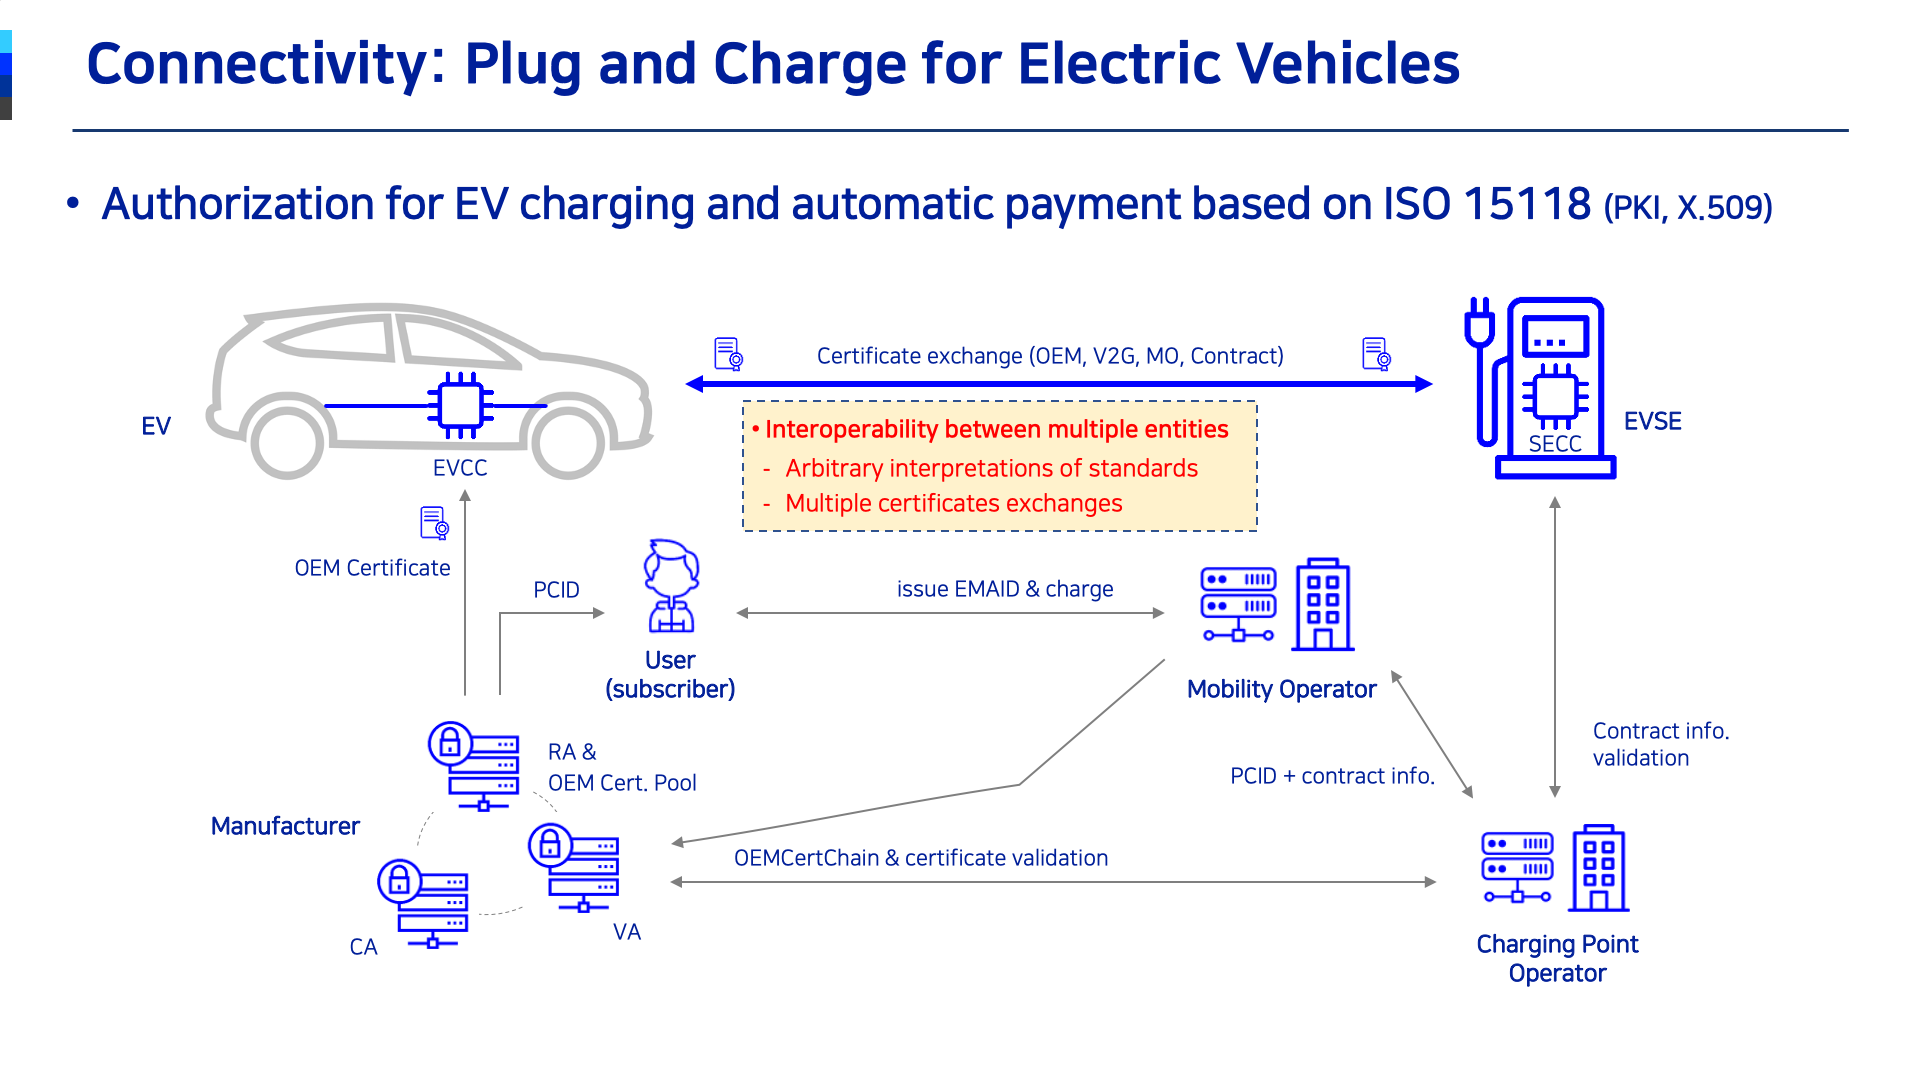 Connectivity: Plug and Charge for Electric Vehicles
• Authorization for EV charging and automatic payment based on ISO 15118 (PKI, X.509)
Certificate exchange (OEM, V2G, MO, Contract)
• Interoperability between multiple entities
- Arbitrary interpretations of standards
- Multiple certificates exchanges
EV
EVCC
EVSE
SECC
OEM Certificate
PCID
issue EMAID & charge
User
(subscriber)
Mobility Operator
Contract info.
validation
PCID + contract info.
RA &
OEM Cert. Pool
Manufacturer
OEMCertChain & certificate validation
VA
CA
Charging Point
Operator